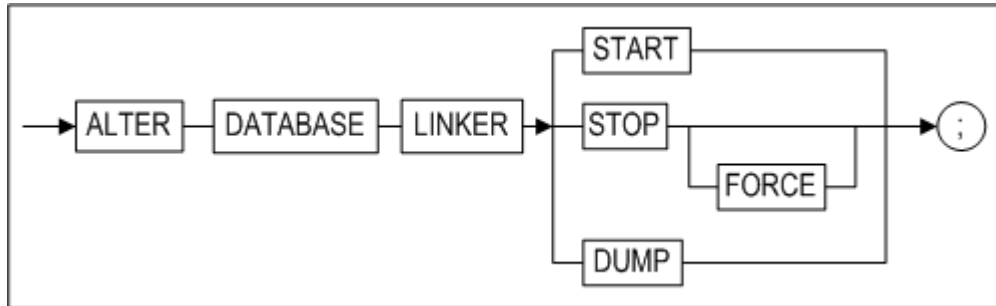 START
ALTER DATABASE LINKER STOP ;
FORCE
DUMP